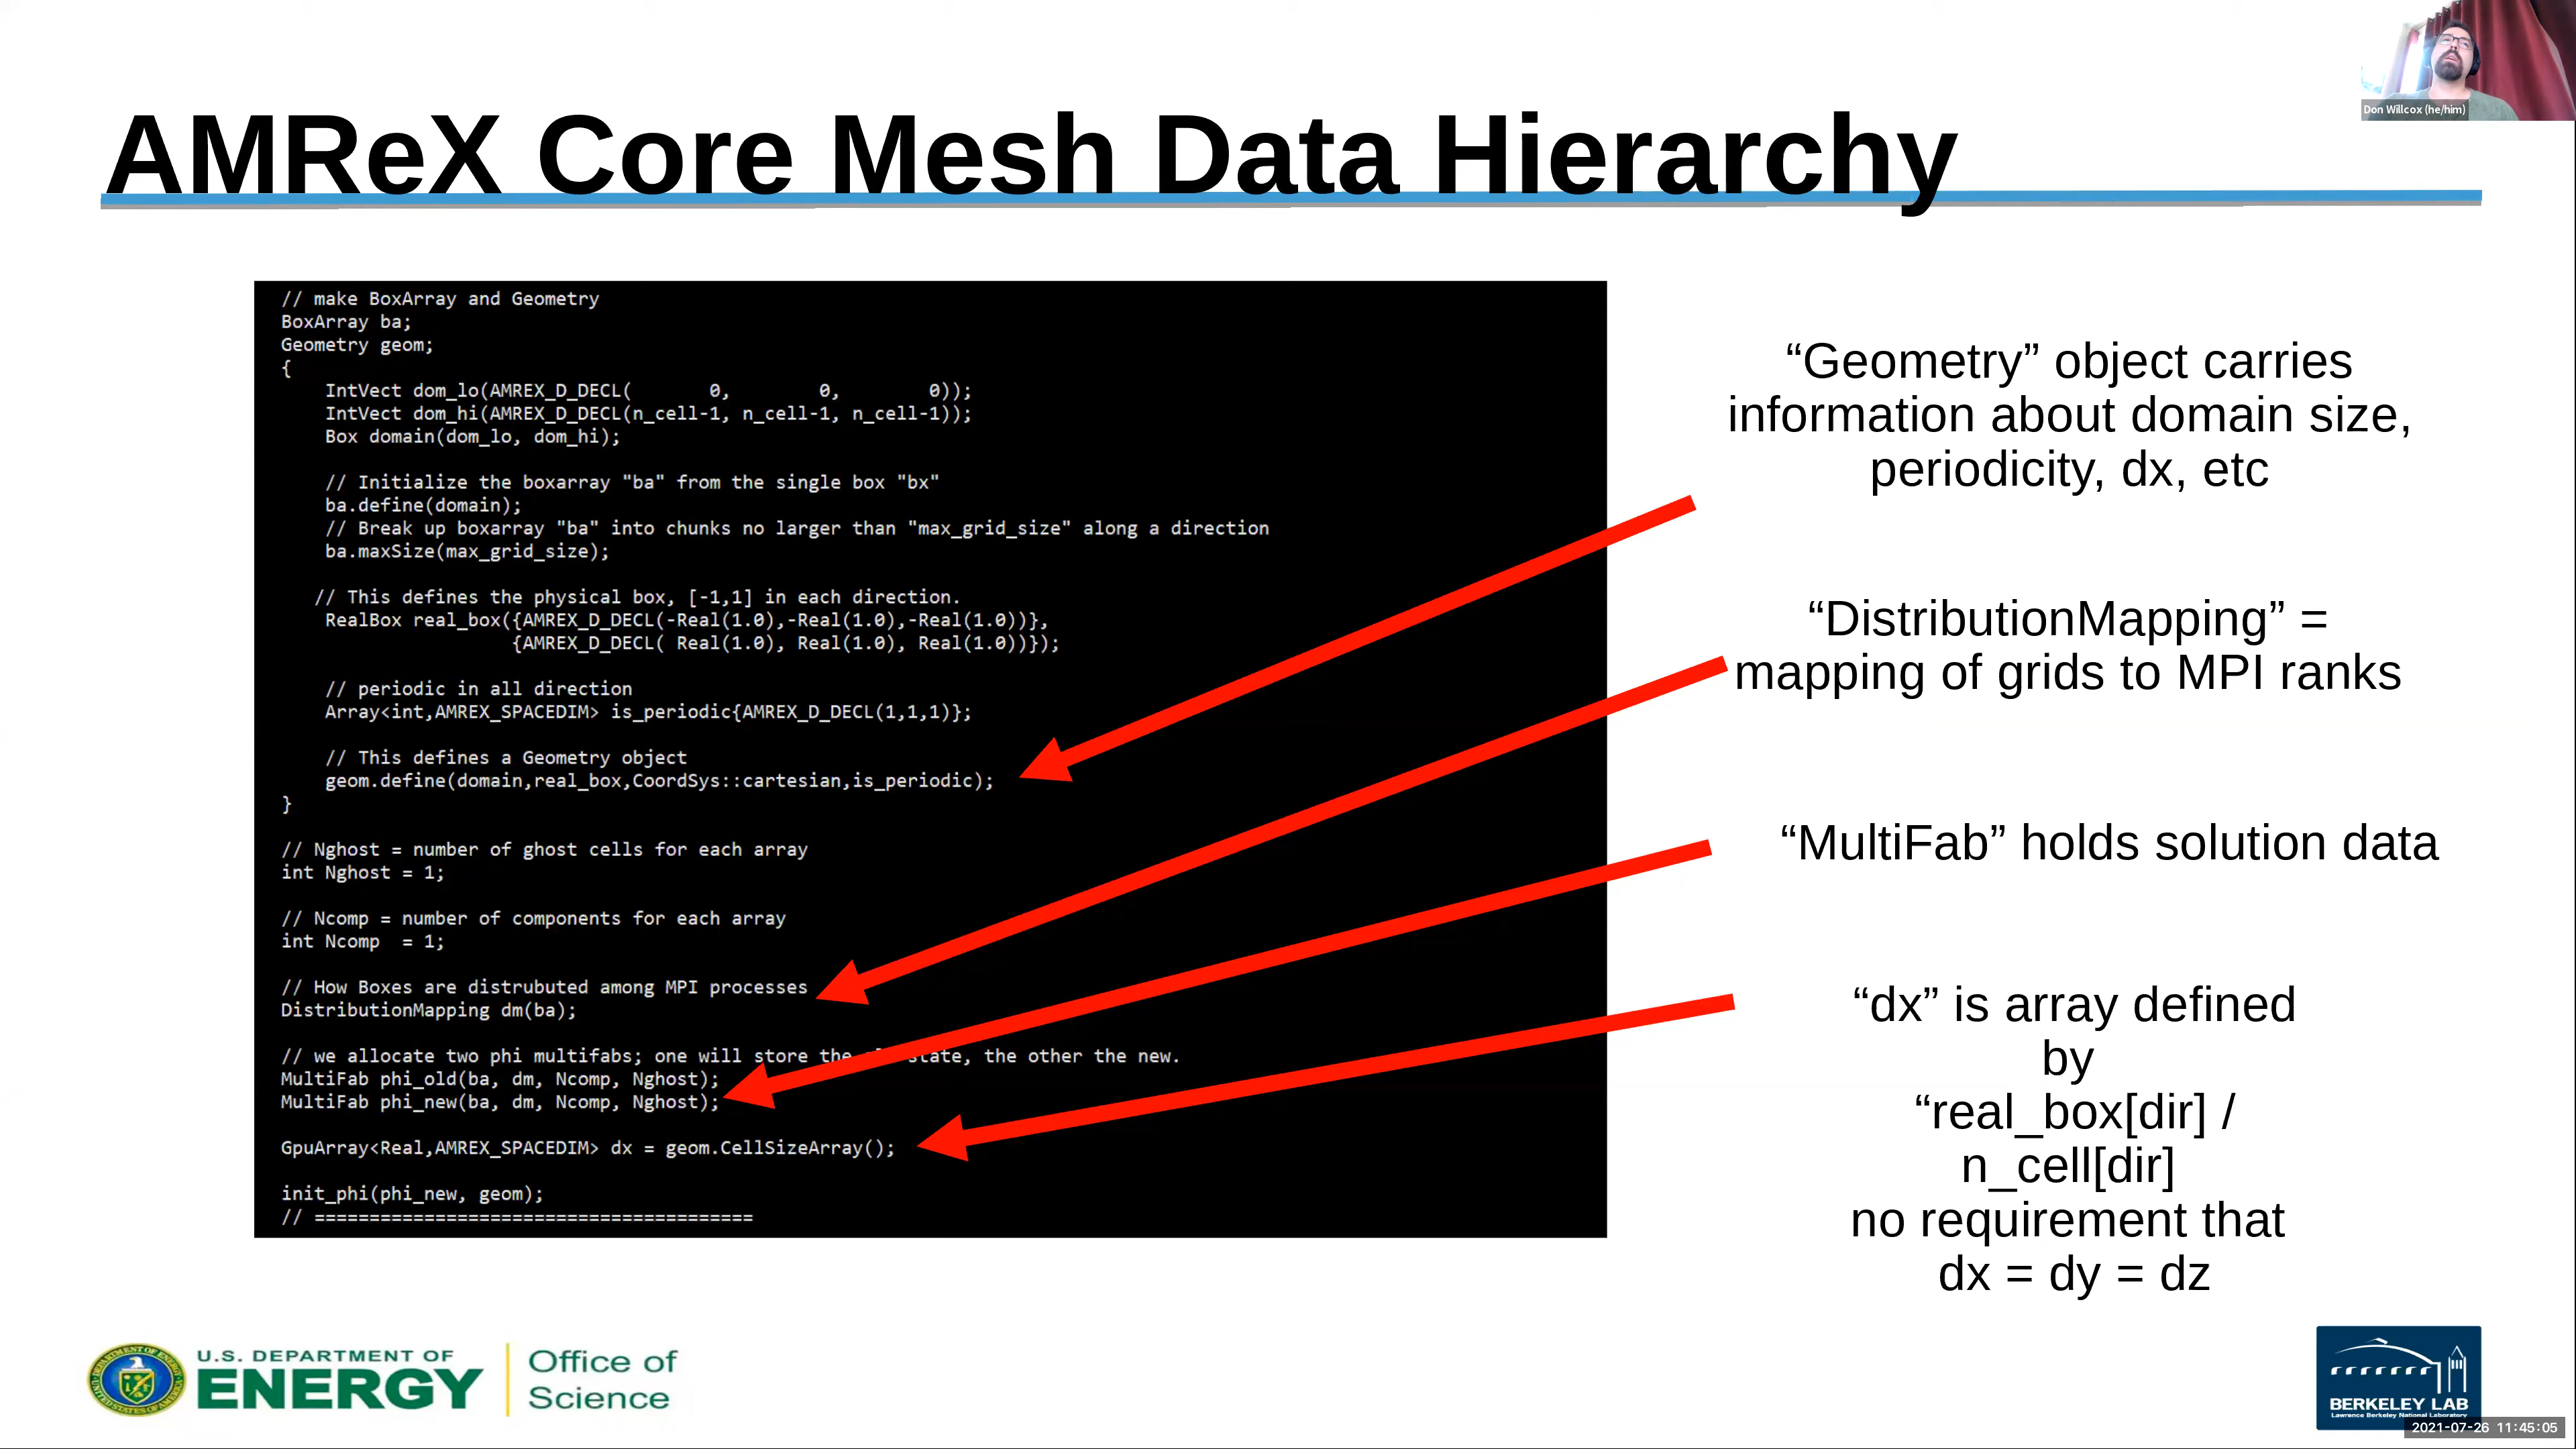 Don Willcox (he/him)
AMReX Core Mesh Data Hierarchy
// make BoxArray and Geometry
BoxArray ba;
Geometry geom;
{
    IntVect dom_lo(AMREX_D_DECL(       0,        0,        0));
    IntVect dom_hi(AMREX_D_DECL(n_cell-1, n_cell-1, n_cell-1));
    Box domain(dom_lo, dom_hi);
    // Initialize the boxarray "ba" from the single box "bx"
    ba.define(domain);
    // Break up boxarray "ba" into chunks no larger than "max_grid_size" along a direction
    ba.maxSize(max_grid_size);
   // This defines the physical box, [-1,1] in each direction.
    RealBox real_box({AMREX_D_DECL(-Real(1.0),-Real(1.0),-Real(1.0))},
                     {AMREX_D_DECL( Real(1.0), Real(1.0), Real(1.0))});
    // periodic in all direction
    Array<int,AMREX_SPACEDIM> is_periodic{AMREX_D_DECL(1,1,1)};
    // This defines a Geometry object
    geom.define(domain,real_box,CoordSys::cartesian,is_periodic);
}
// Nghost = number of ghost cells for each array
int Nghost = 1;
// Ncomp = number of components for each array
int Ncomp  = 1;
// How Boxes are distrubuted among MPI processes
DistributionMapping dm(ba);
// we allocate two phi multifabs; one will store the state, the other the new.
MultiFab phi_old(ba, dm, Ncomp, Nghost);
MultiFab phi_new(ba, dm, Ncomp, Nghost);
GpuArray<Real,AMREX_SPACEDIM> dx = geom.CellSizeArray();
init_phi(phi_new, geom);
// ========================================
“Geometry” object carries
information about domain size,
periodicity, dx, etc
“DistributionMapping” =
mapping of grids to MPI ranks
“MultiFab” holds solution data
“dx” is array defined
by
“real_box[dir] /
n_cell[dir]
no requirement that
dx = dy = dz
U.S. DEPARTMENT OF
ENERGY
Office of
Science
BERKELEY LAB
Lawrence Berkeley National Laboratory
2021-07-26 11:45:05